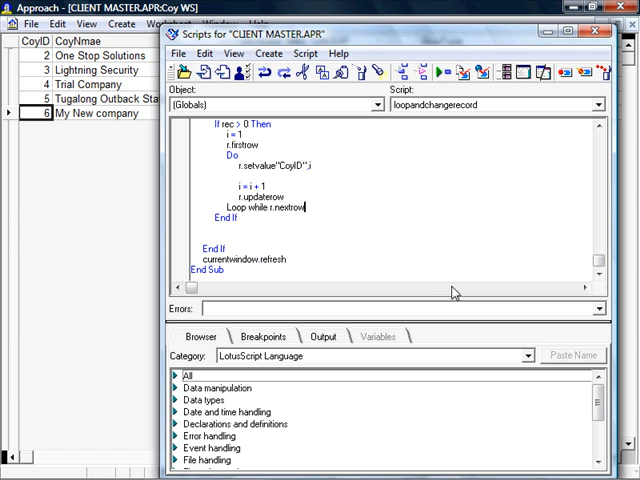 Approach - [CLIENT MASTER.APR:Coy WS]
File Edit View Create
CoyID CoyNmae
2 One Stop Solutions
3 Lightning Security
4 Trial Company
5 Tugalong Outback Sta
6 My New company
Scripts for "CLIENT MASTER.APR"
File Edit View Create Script Help
Object: Script:
(Globals) loopandchangerecord
If rec > 0 Then
i = 1
r.firstrow
Do
r.setvalue"CoyID",i
i = i + 1
r.updaterow
Loop while r.nextrow
End If
End If
currentwindow.refresh
End Sub
Errors:
Browser Breakpoints Output Variables
Category: LotusScript Language Paste Name
All
Data manipulation
Data types
Date and time handling
Declarations and definitions
Error handling
Event handling
File handling